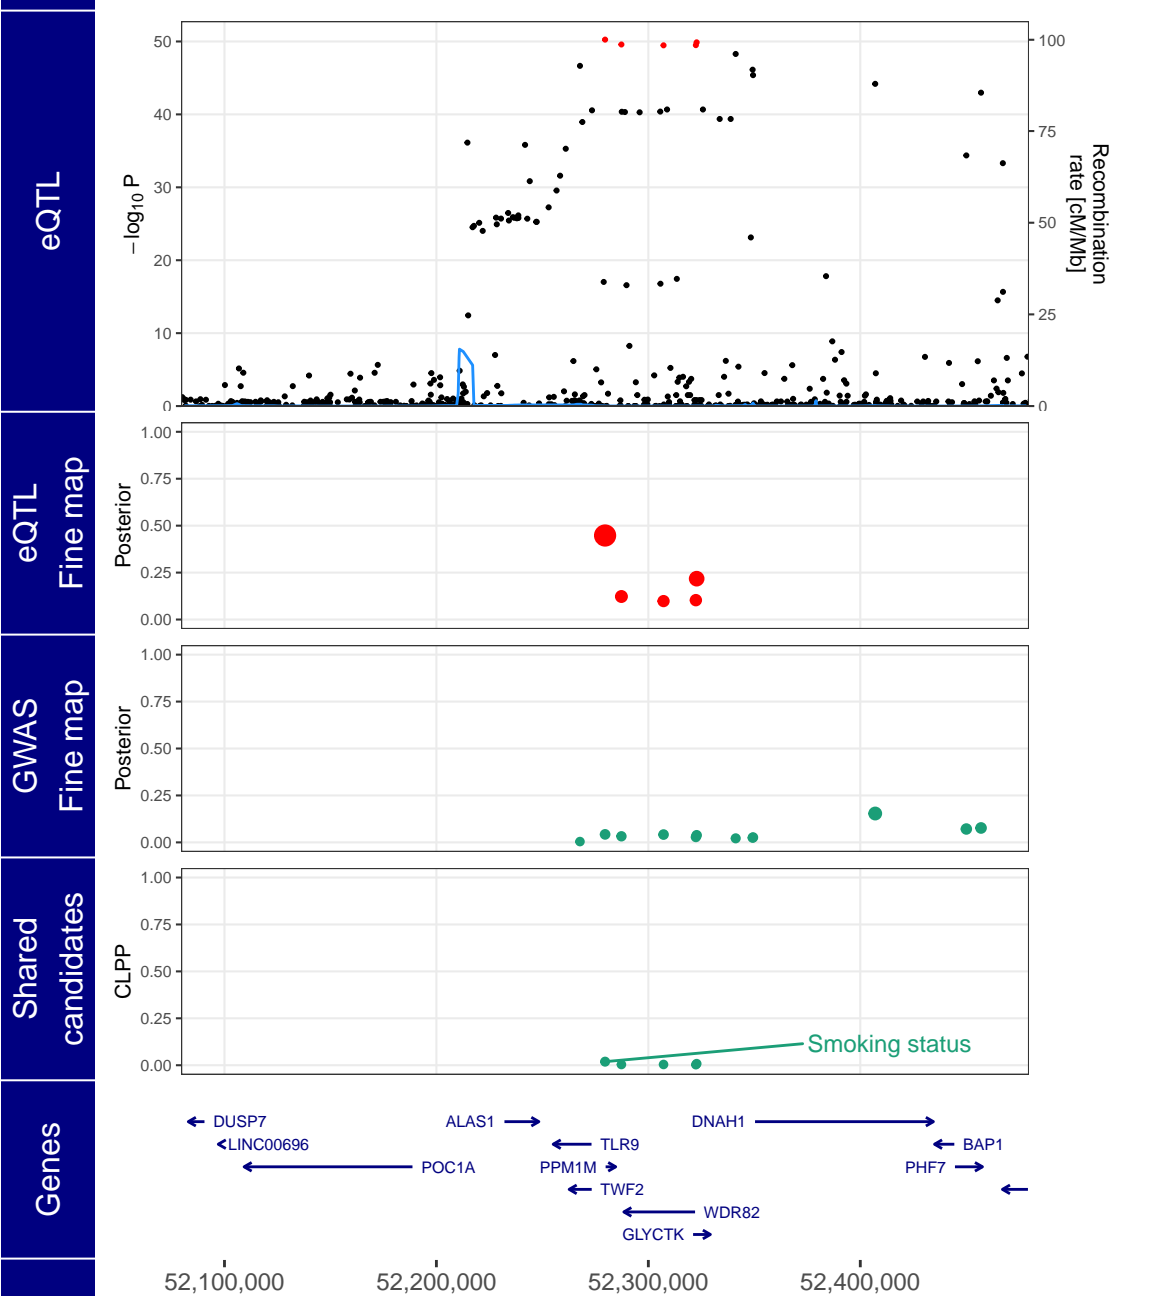 eQTL
−log10 P
50
40
30
20
10
0
100
75
50
25
0
Recombination
rate [cM/Mb]
eQTL
Fine map
Posterior
1.00
0.75
0.50
0.25
0.00
GWAS
Fine map
Posterior
1.00
0.75
0.50
0.25
0.00
Shared
candidates
CLPP
1.00
0.75
0.50
0.25
0.00
Smoking status
Genes
DUSP7
ALAS1
DNAH1
LINC00696
TLR9
BAP1
POC1A
PPM1M
PHF7
TWF2
WDR82
GLYCTK
52,100,000
52,200,000
52,300,000
52,400,000